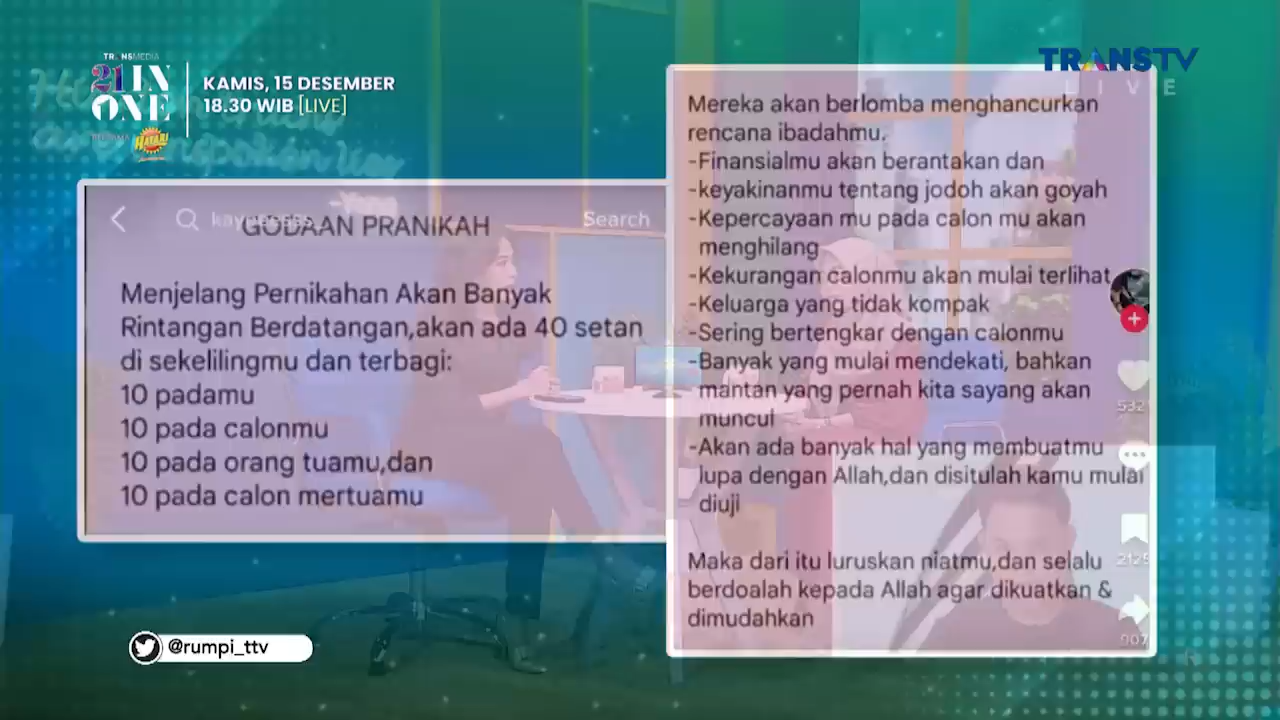 TRANSMEDIA
21 IN
ONE
BERSAMA
HATARI
KAMIS, 15 DESEMBER
18.30 WIB [LIVE]
TRANSTV
LIVE
Search
GODAAN PRANIKAH
Menjelang Pernikahan Akan Banyak
Rintangan Berdatangan,akan ada 40 setan
di sekelilingmu dan terbagi:
10 padamu
10 pada calonmu
10 pada orang tuamu,dan
10 pada calon mertuamu
Mereka akan berlomba menghancurkan
rencana ibadahmu.
-Finansialmu akan berantakan dan
-keyakinanmu tentang jodoh akan goyah
-Kepercayaan mu pada calon mu akan
menghilang
-Kekurangan calonmu akan mulai terlihat
-Keluarga yang tidak kompak
-Sering bertengkar dengan calonmu
-Banyak yang mulai mendekati, bahkan
mantan yang pernah kita sayang akan
muncul
-Akan ada banyak hal yang membuatmu
lupa dengan Allah,dan disitulah kamu mulai
diuji
Maka dari itu luruskan niatmu,dan selalu
berdoalah kepada Allah agar dikuatkan &
dimudahkan
532
2125
907
@rumpi_ttv